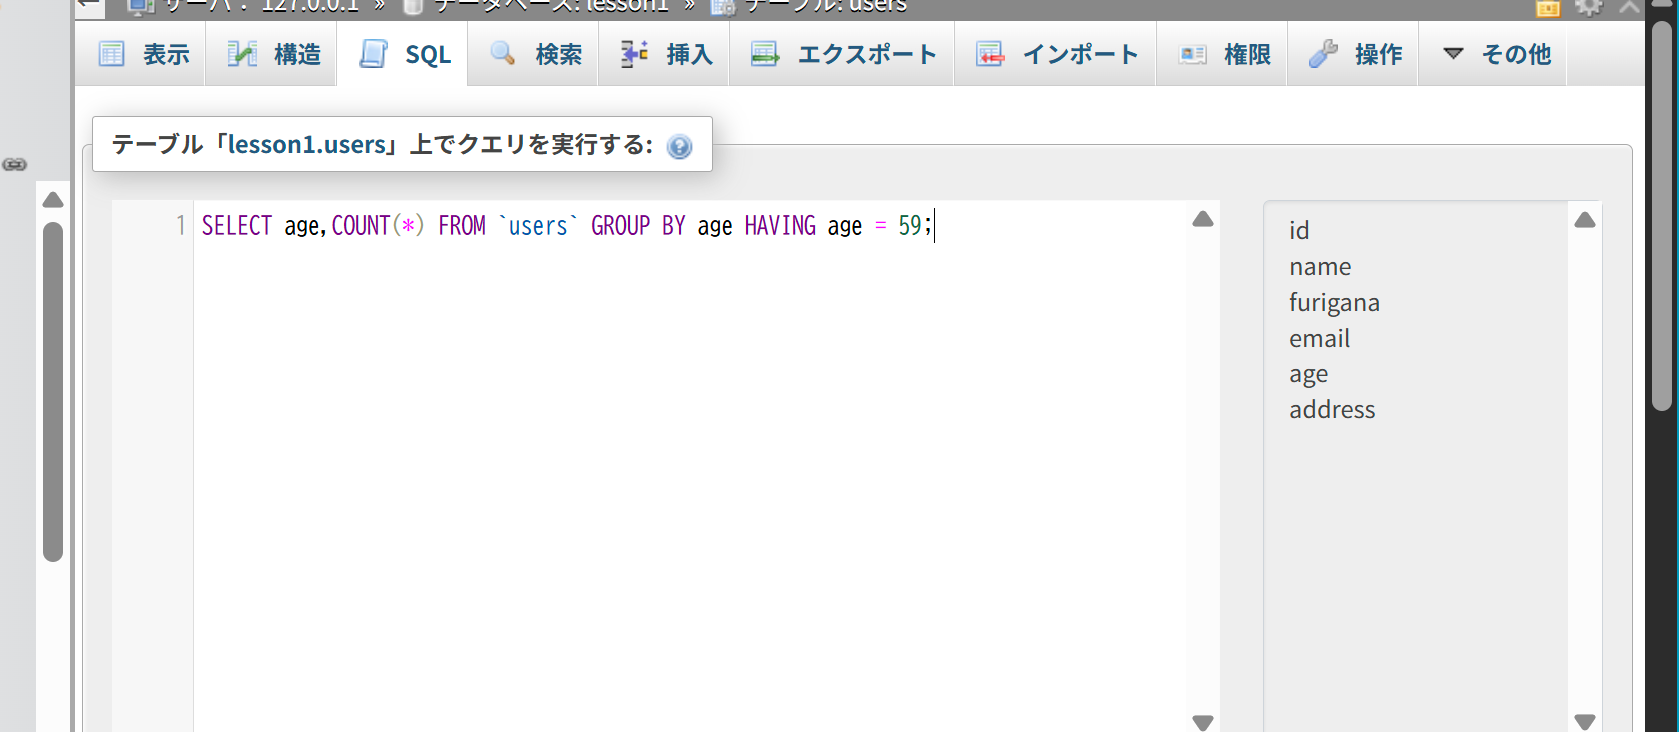 サーバ: 127.0.0.1 » データベース: lesson1 » テーブル: users
表示 構造 SQL 検索 挿入 エクスポート インポート 権限 操作 その他
テーブル「lesson1.users」上でクエリを実行する:
1 SELECT age,COUNT(*) FROM `users` GROUP BY age HAVING age = 59;
id
name
furigana
email
age
address